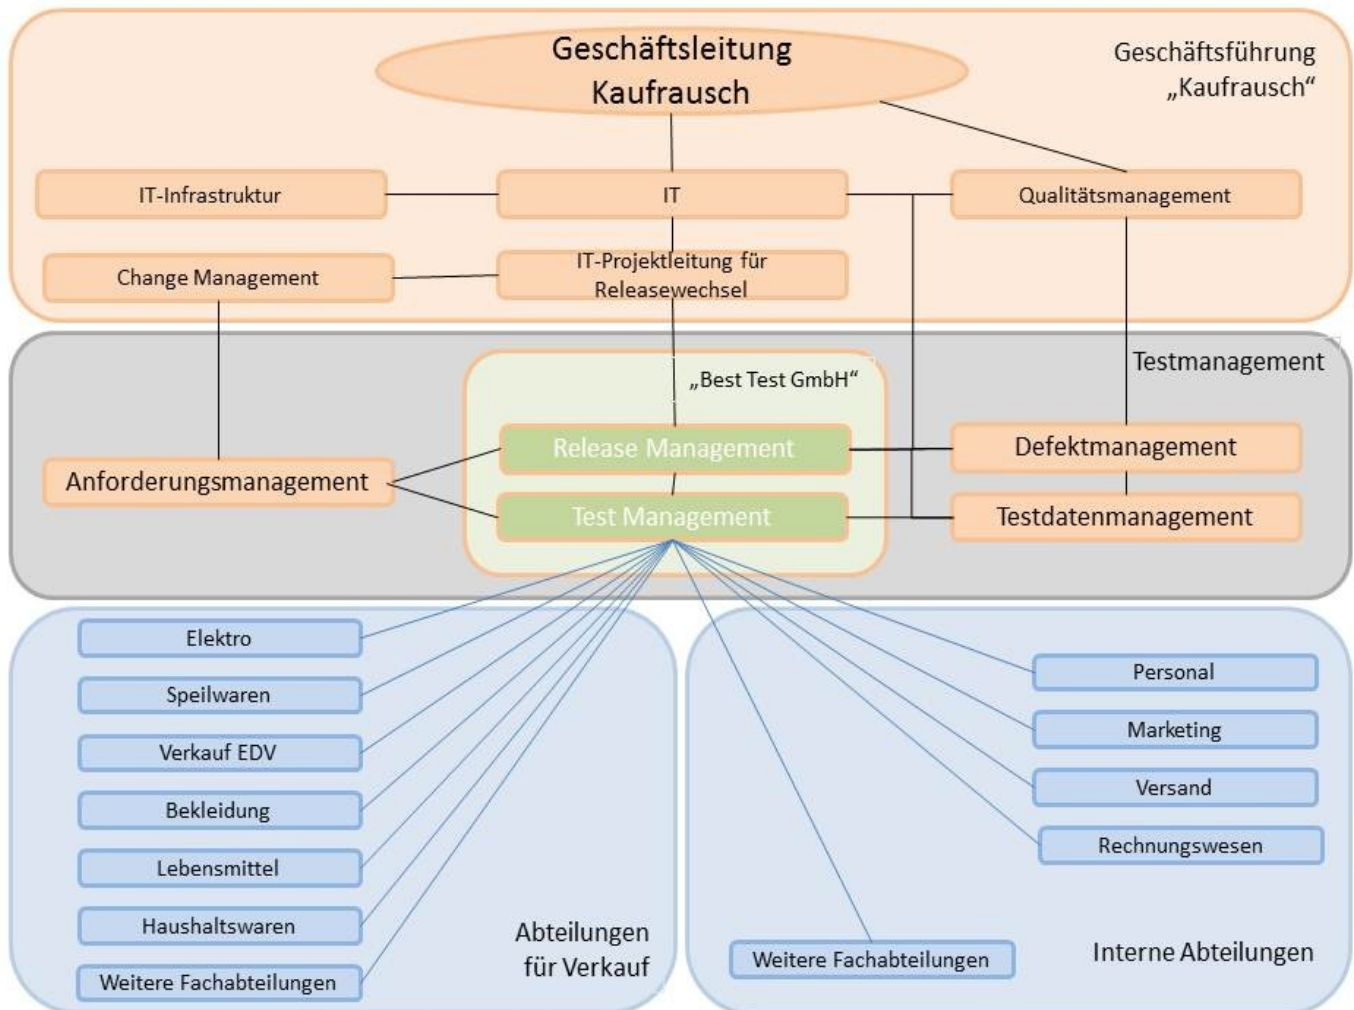 Geschäftsleitung
Kaufrausch
Geschäftsführung
„Kaufrausch“
IT-Infrastruktur
IT
Qualitätsmanagement
Change Management
IT-Projektleitung für
Releasewechsel
Testmanagement
„Best Test GmbH“
Release Management
Defektmanagement
Anforderungsmanagement
Test Management
Testdatenmanagement
Elektro
Speilwaren
Verkauf EDV
Bekleidung
Lebensmittel
Haushaltswaren
Weitere Fachabteilungen
Abteilungen
für Verkauf
Personal
Marketing
Versand
Rechnungswesen
Weitere Fachabteilungen
Interne Abteilungen